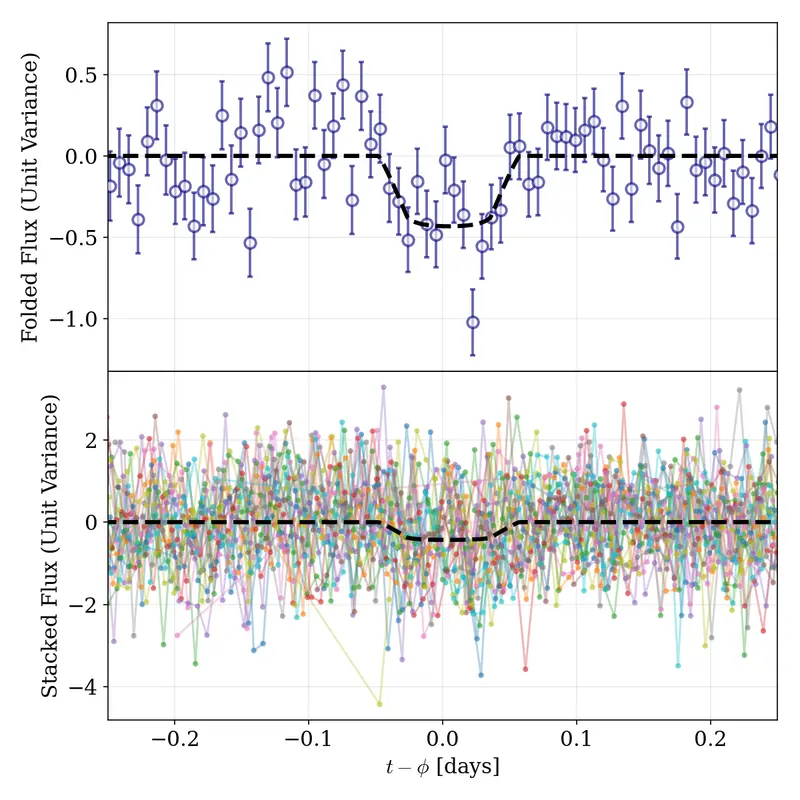 Folded Flux (Unit Variance)
0.5
0.0
−0.5
−1.0
Stacked Flux (Unit Variance)
2
0
−2
−4
−0.2 −0.1 0.0 0.1 0.2
t − ϕ [days]